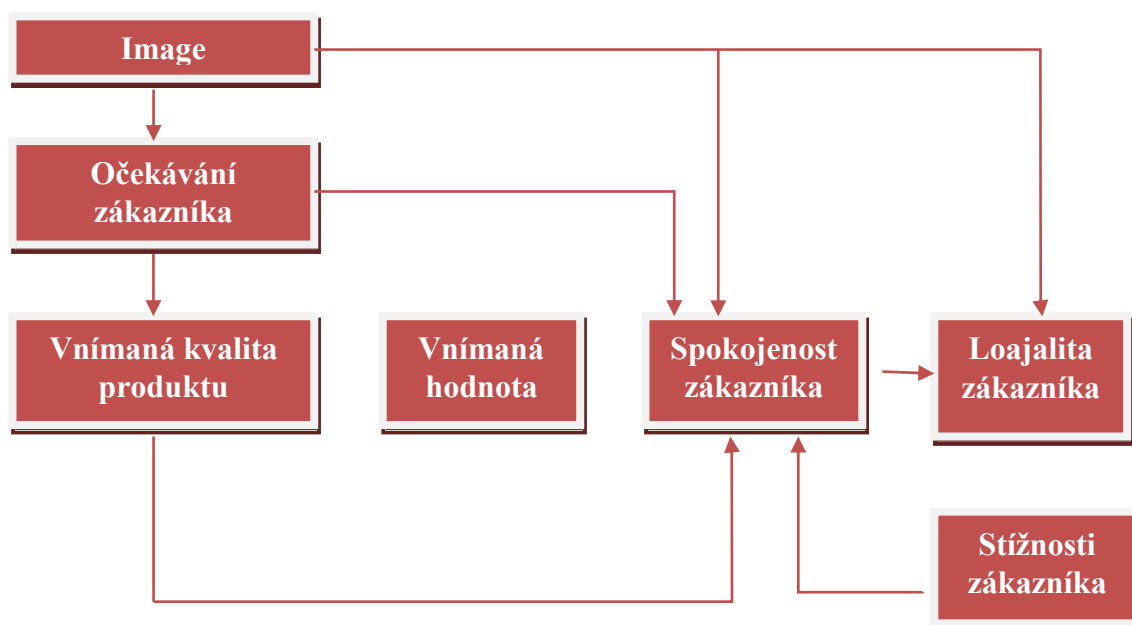 Image
Očekávání
zákazníka
Vnímaná kvalita
produktu
Vnímaná
hodnota
Spokojenost
zákazníka
Loajalita
zákazníka
Stížnosti
zákazníka